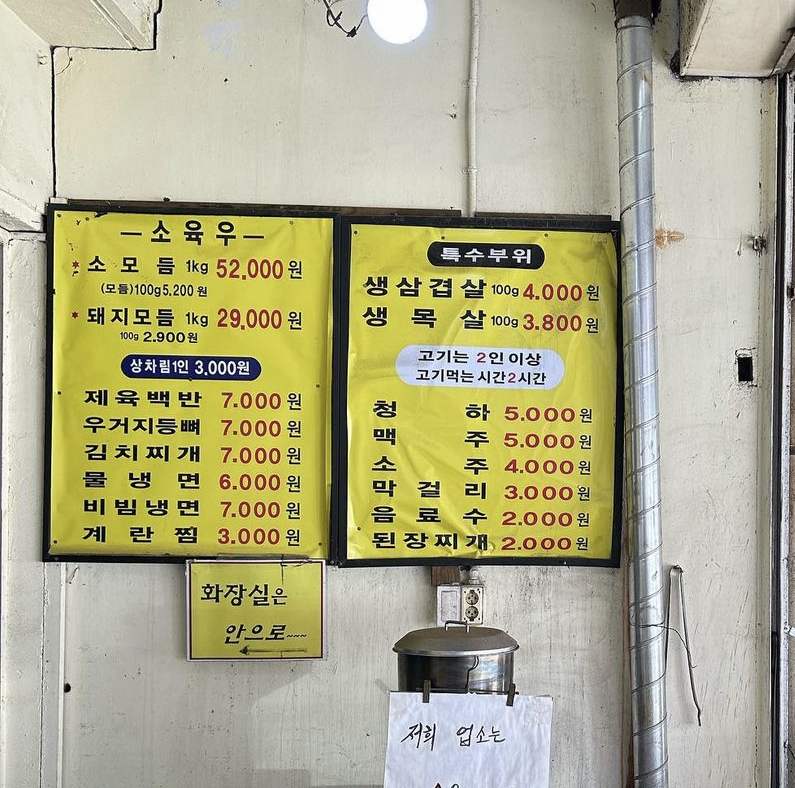 소육우
소모듬 1kg 52.000원
(모듬)100g 5.200원
돼지모듬 1kg 29.000원
100g 2.900원
상차림1인 3,000원
제육백반 7.000원
우거지등뼈 7.000원
김치찌개 7.000원
물냉면 6.000원
비빔냉면 7.000원
계란찜 3.000원
특수부위
생삼겹살 100g 4.000원
생목살 100g 3.800원
고기는 2인이상
고기먹는시간2시간
청하 5.000원
맥주 5.000원
소주 4.000원
막걸리 3.000원
음료수 2.000원
된장찌개 2.000원
화장실은
안으로~~~
저희 업소는